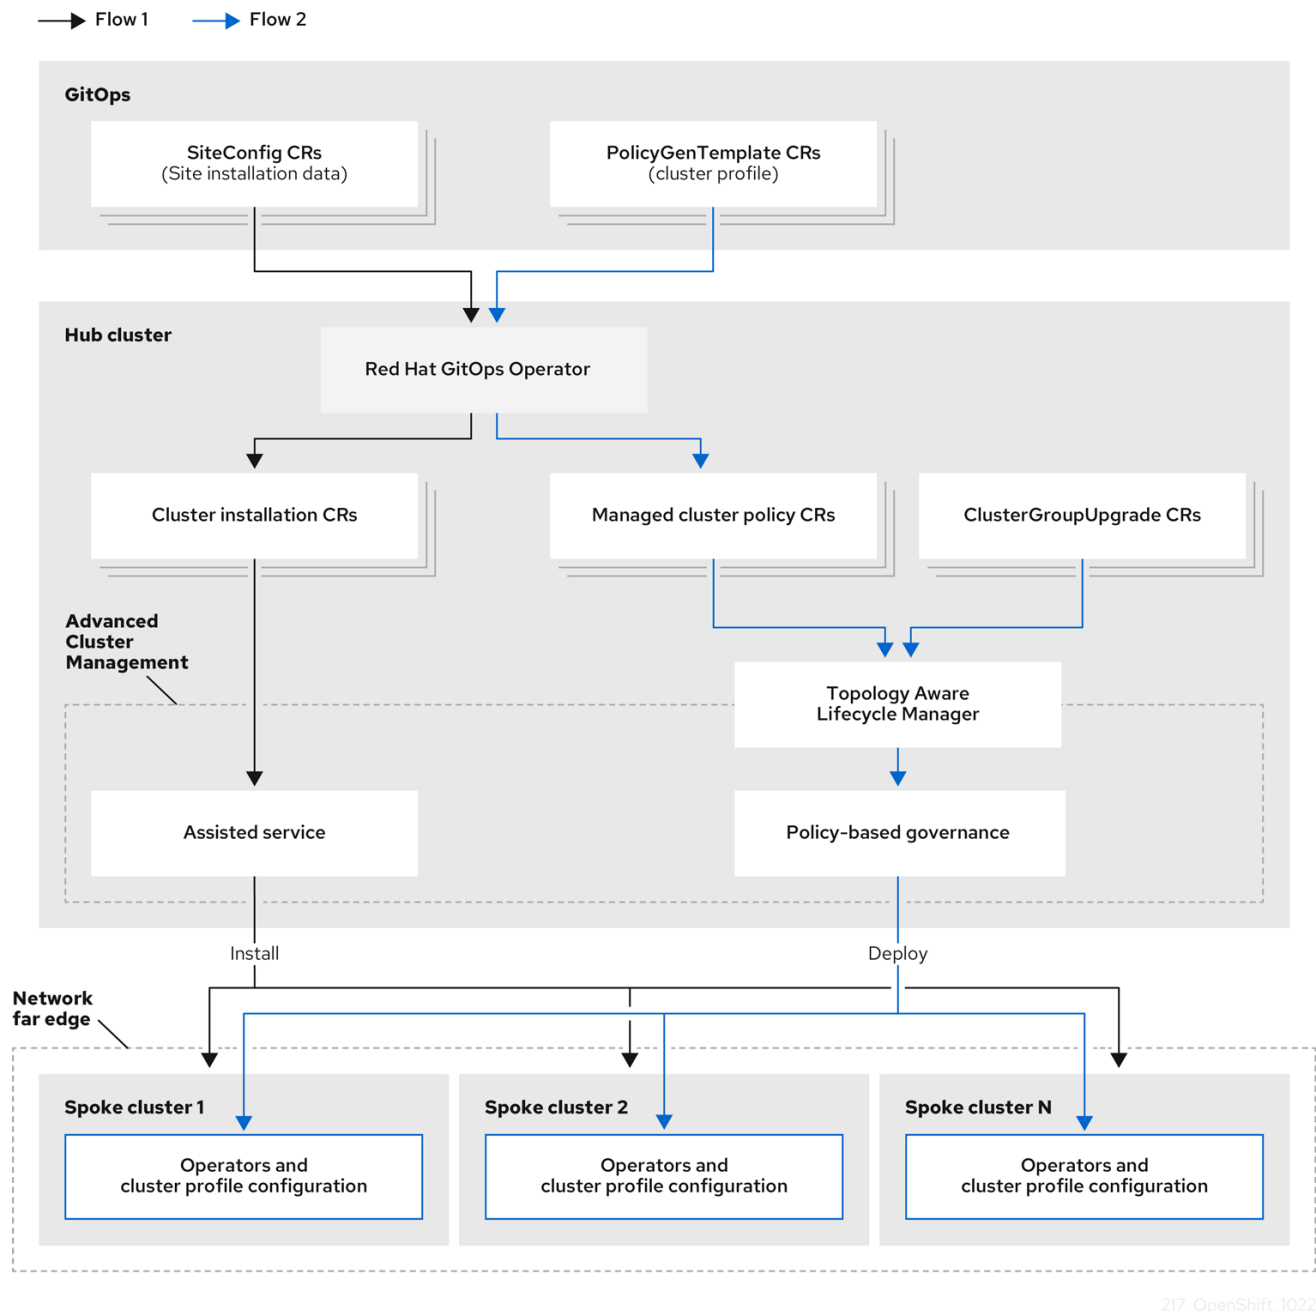 Flow 1
Flow 2
GitOps
SiteConfig CRs
(Site installation data)
PolicyGenTemplate CRs
(cluster profile)
Hub cluster
Red Hat GitOps Operator
Cluster installation CRs
Managed cluster policy CRs
ClusterGroupUpgrade CRs
Advanced
Cluster
Management
Topology Aware
Lifecycle Manager
Assisted service
Policy-based governance
Install
Deploy
Network
far edge
Spoke cluster 1
Operators and
cluster profile configuration
Spoke cluster 2
Operators and
cluster profile configuration
Spoke cluster N
Operators and
cluster profile configuration
217_OpenShift_1022